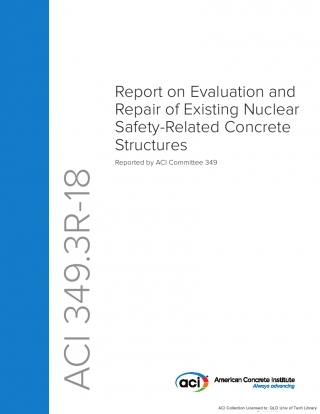 Report on Evaluation and
Repair of Existing Nuclear
Safety-Related Concrete
Structures
Reported by ACI Committee 349
ACI 349.3R-18
aci
American Concrete Institute
Always advancing
ACI Collection Licensed to: QLD Univ of Tech Library